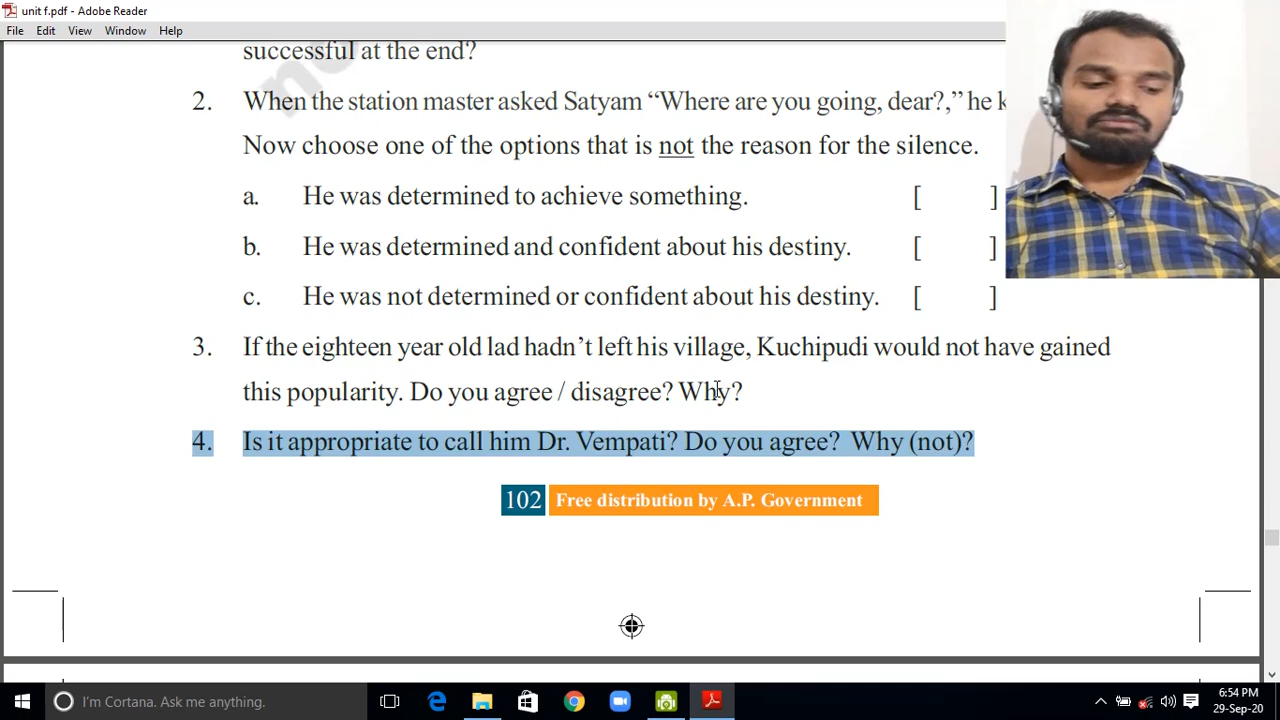 unit f.pdf - Adobe Reader
File Edit View Window Help
successful at the end?
2. When the station master asked Satyam “Where are you going, dear?,” he
Now choose one of the options that is not the reason for the silence.
a. He was determined to achieve something. [ ]
b. He was determined and confident about his destiny. [ ]
c. He was not determined or confident about his destiny. [ ]
3. If the eighteen year old lad hadn’t left his village, Kuchipudi would not have gained
this popularity. Do you agree / disagree? Why?
4. Is it appropriate to call him Dr. Vempati? Do you agree? Why (not)?
102 Free distribution by A.P. Government
I'm Cortana. Ask me anything.
6:54 PM
29-Sep-20